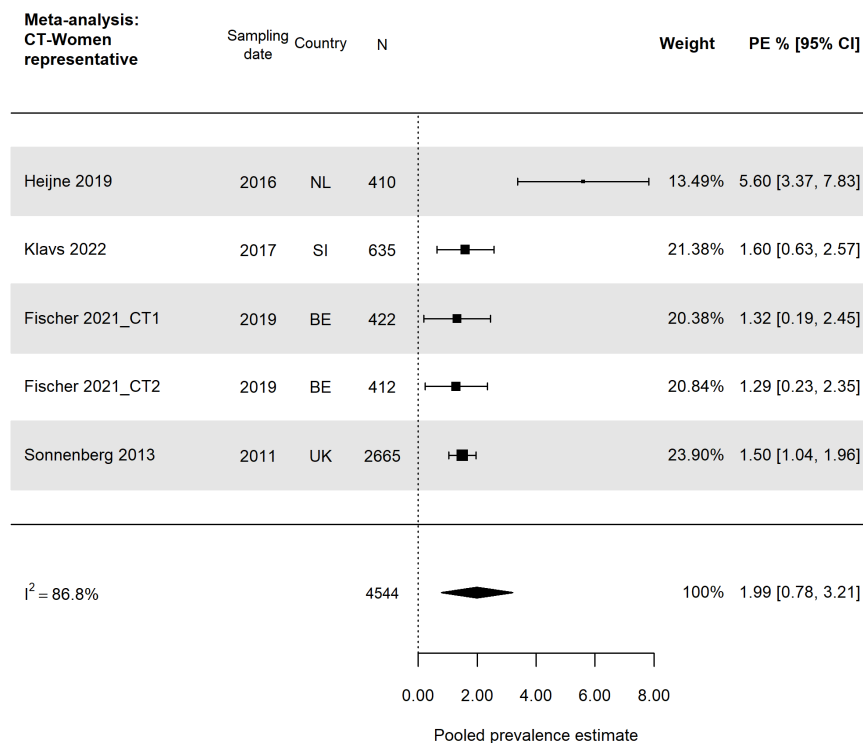 Meta-analysis:
CT-Women
representative
Sampling
date
Country
N
Weight
PE % [95% CI]
Heijne 2019 2016 NL 410 13.49% 5.60 [3.37, 7.83]
Klavs 2022 2017 SI 635 21.38% 1.60 [0.63, 2.57]
Fischer 2021_CT1 2019 BE 422 20.38% 1.32 [0.19, 2.45]
Fischer 2021_CT2 2019 BE 412 20.84% 1.29 [0.23, 2.35]
Sonnenberg 2013 2011 UK 2665 23.90% 1.50 [1.04, 1.96]
I² = 86.8% 4544 100% 1.99 [0.78, 3.21]
0.00 2.00 4.00 6.00 8.00
Pooled prevalence estimate